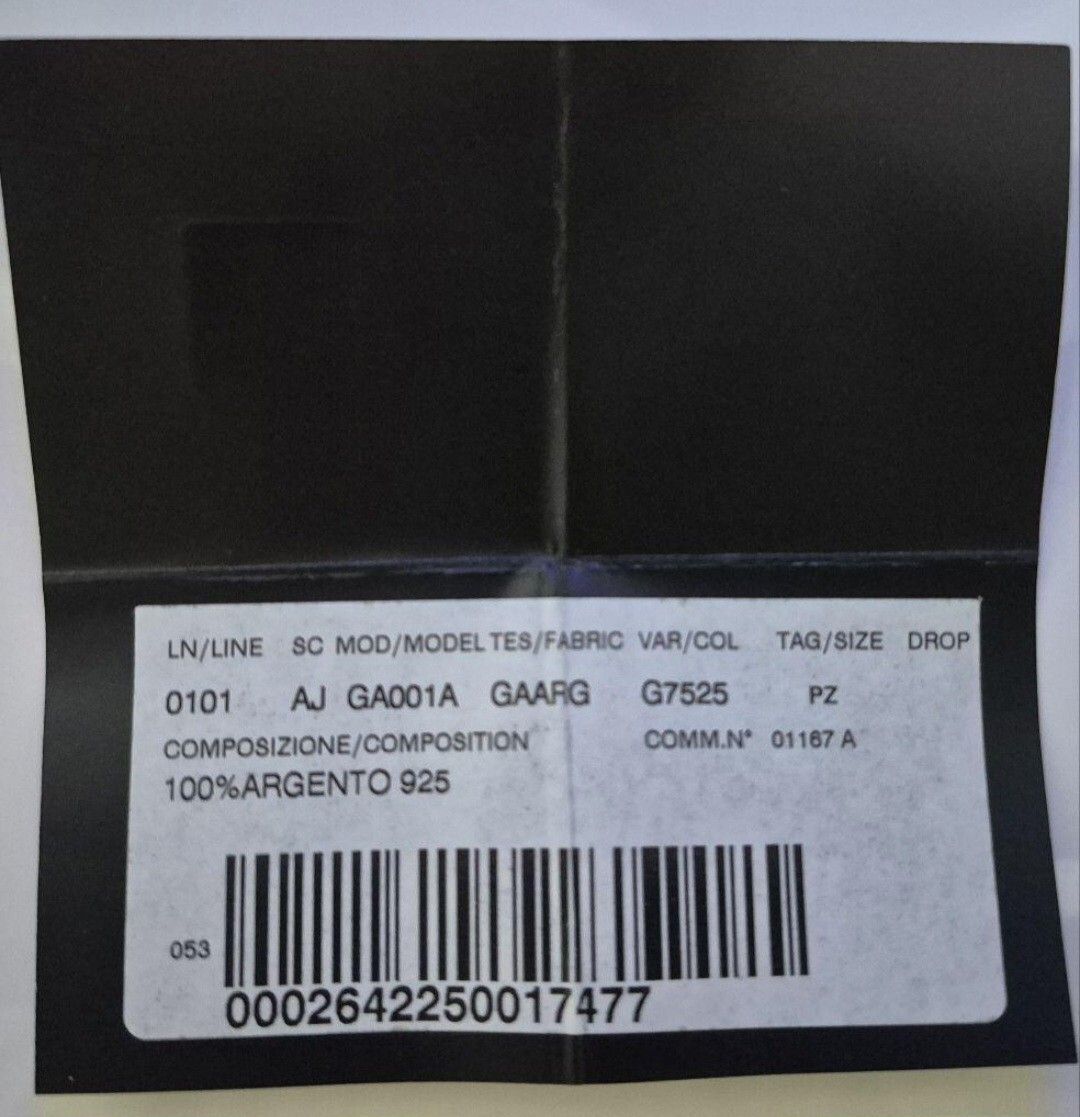 LN/LINE SC MOD/MODEL TES/FABRIC VAR/COL TAG/SIZE DROP
0101 AJ GA001A GAARG G7525 PZ
COMPOSIZIONE/COMPOSITION COMM.N° 01167 A
100%ARGENTO 925
053
0002642250017477